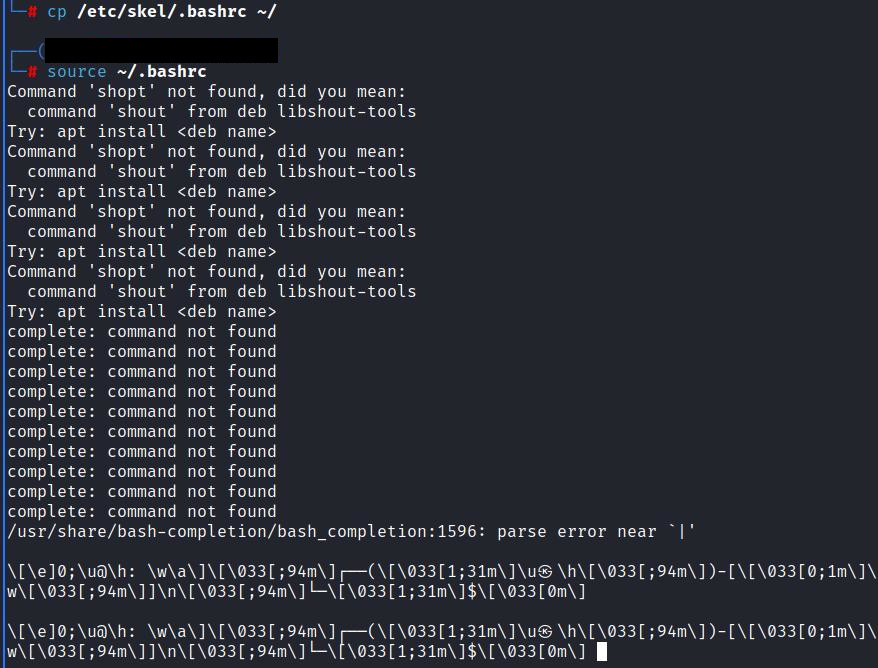 └─# cp /etc/skel/.bashrc ~/
┌──(
└─# source ~/.bashrc
Command 'shopt' not found, did you mean:
  command 'shout' from deb libshout-tools
Try: apt install <deb name>
Command 'shopt' not found, did you mean:
  command 'shout' from deb libshout-tools
Try: apt install <deb name>
Command 'shopt' not found, did you mean:
  command 'shout' from deb libshout-tools
Try: apt install <deb name>
Command 'shopt' not found, did you mean:
  command 'shout' from deb libshout-tools
Try: apt install <deb name>
complete: command not found
complete: command not found
complete: command not found
complete: command not found
complete: command not found
complete: command not found
complete: command not found
complete: command not found
complete: command not found
complete: command not found
/usr/share/bash-completion/bash_completion:1596: parse error near `|'
\[\e]0;\u@\h: \w\a\]\[\033[;94m\]┌──(\[\033[1;31m\]\u㉿\h\[\033[;94m\])-[\[\033[0;1m\]\
w\[\033[;94m\]]\n\[\033[;94m\]└─\[\033[1;31m\]$\[\033[0m\]
\[\e]0;\u@\h: \w\a\]\[\033[;94m\]┌──(\[\033[1;31m\]\u㉿\h\[\033[;94m\])-[\[\033[0;1m\]\
w\[\033[;94m\]]\n\[\033[;94m\]└─\[\033[1;31m\]$\[\033[0m\]